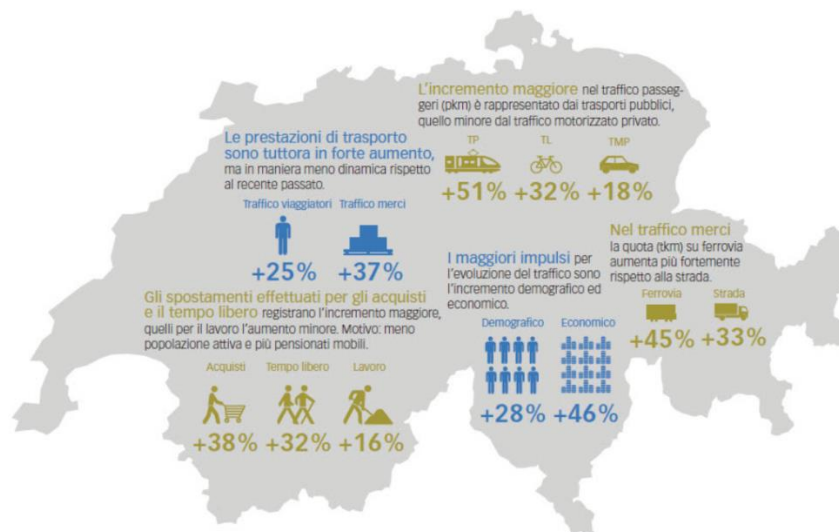 L'incremento maggiore nel traffico passeg-
geri (pkm) è rappresentato dai trasporti pubblici,
quello minore dal traffico motorizzato privato.
TP TL TMP
+51% +32% +18%
Le prestazioni di trasporto
sono tuttora in forte aumento,
ma in maniera meno dinamica rispetto
al recente passato.
Traffico viaggiatori Traffico merci
+25% +37%
Nel traffico merci
la quota (tkm) su ferrovia
aumenta più fortemente
rispetto alla strada.
Ferrovia Strada
+45% +33%
I maggiori impulsi per
l'evoluzione del traffico sono
l'incremento demografico ed
economico.
Demografico Economico
+28% +46%
Gli spostamenti effettuati per gli acquisti
e il tempo libero registrano l'incremento maggiore,
quelli per il lavoro l'aumento minore. Motivo: meno
popolazione attiva e più pensionati mobili.
Acquisti Tempo libero Lavoro
+38% +32% +16%